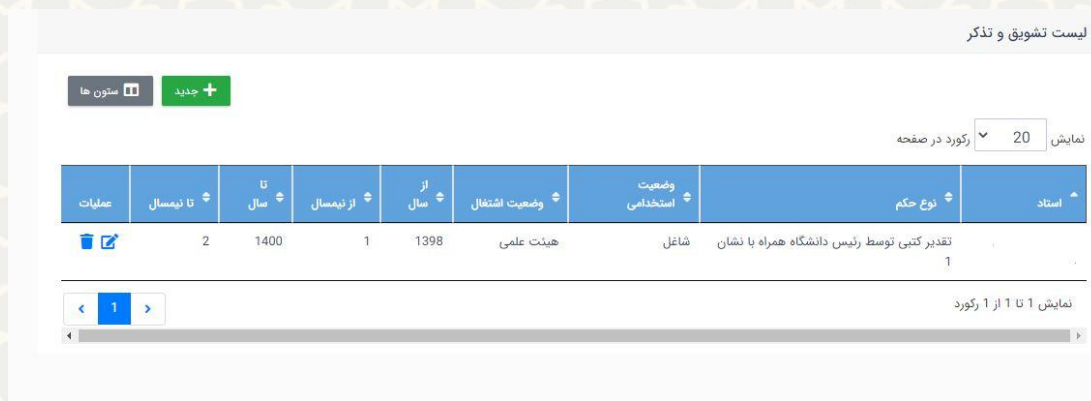 لیست تشویق و تذکر
جدید
ستون ها
نمایش 20 رکورد در صفحه
استاد نوع حکم وضعیت استخدامی وضعیت اشتغال از سال از نیمسال تا سال تا نیمسال عملیات
تقدیر کتبی توسط رئیس دانشگاه همراه با نشان شاغل هیئت علمی 1398 1 1400 2
1
نمایش 1 تا 1 از 1 رکورد
1